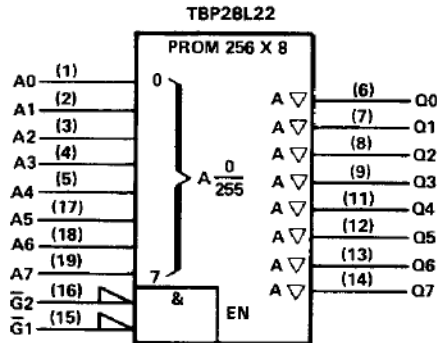 TBP28L22
PROM 256 X 8
A0 (1) 0 A ▽ (6) Q0
A1 (2) A ▽ (7) Q1
A2 (3) A ▽ (8) Q2
A3 (4) A 0/255 A ▽ (9) Q3
A4 (5) A ▽ (11) Q4
A5 (17) A ▽ (12) Q5
A6 (18) A ▽ (13) Q6
A7 (19) 7 A ▽ (14) Q7
G̅2 (16) & EN
G̅1 (15)